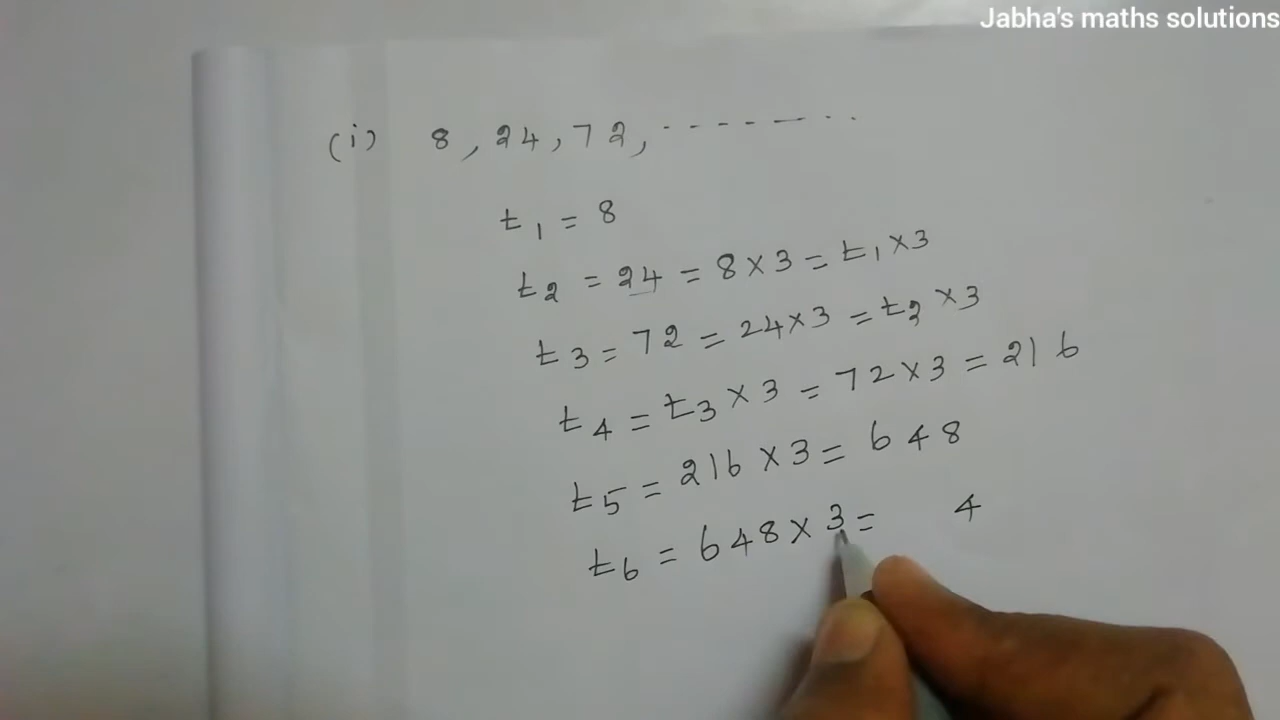 Jabha's maths solutions
(i) 8, 24, 72, ---------..
t1 = 8
t2 = 24 = 8×3 = t1×3
t3 = 72 = 24×3 = t2×3
t4 = t3×3 = 72×3 = 216
t5 = 216×3 = 648
t6 = 648×3 = 4